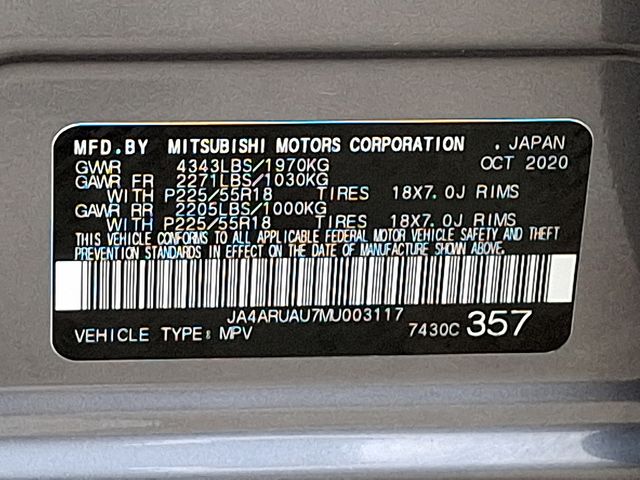 MFD.BY MITSUBISHI MOTORS CORPORATION . JAPAN
GVWR 4343LBS/1970KG OCT 2020
GAWR FR 2271LBS/1030KG
WITH P225/55R18 TIRES 18X7.0J RIMS
GAWR RR 2205LBS/1000KG
WITH P225/55R18 TIRES 18X7.0J RIMS
THIS VEHICLE CONFORMS TO ALL APPLICABLE FEDERAL MOTOR VEHICLE SAFETY AND THEFT
PREVENTION STANDARDS IN EFFECT ON THE DATE OF MANUFACTURE SHOWN ABOVE.
JA4ARUAU7MU003117
VEHICLE TYPE: MPV 7430C 357